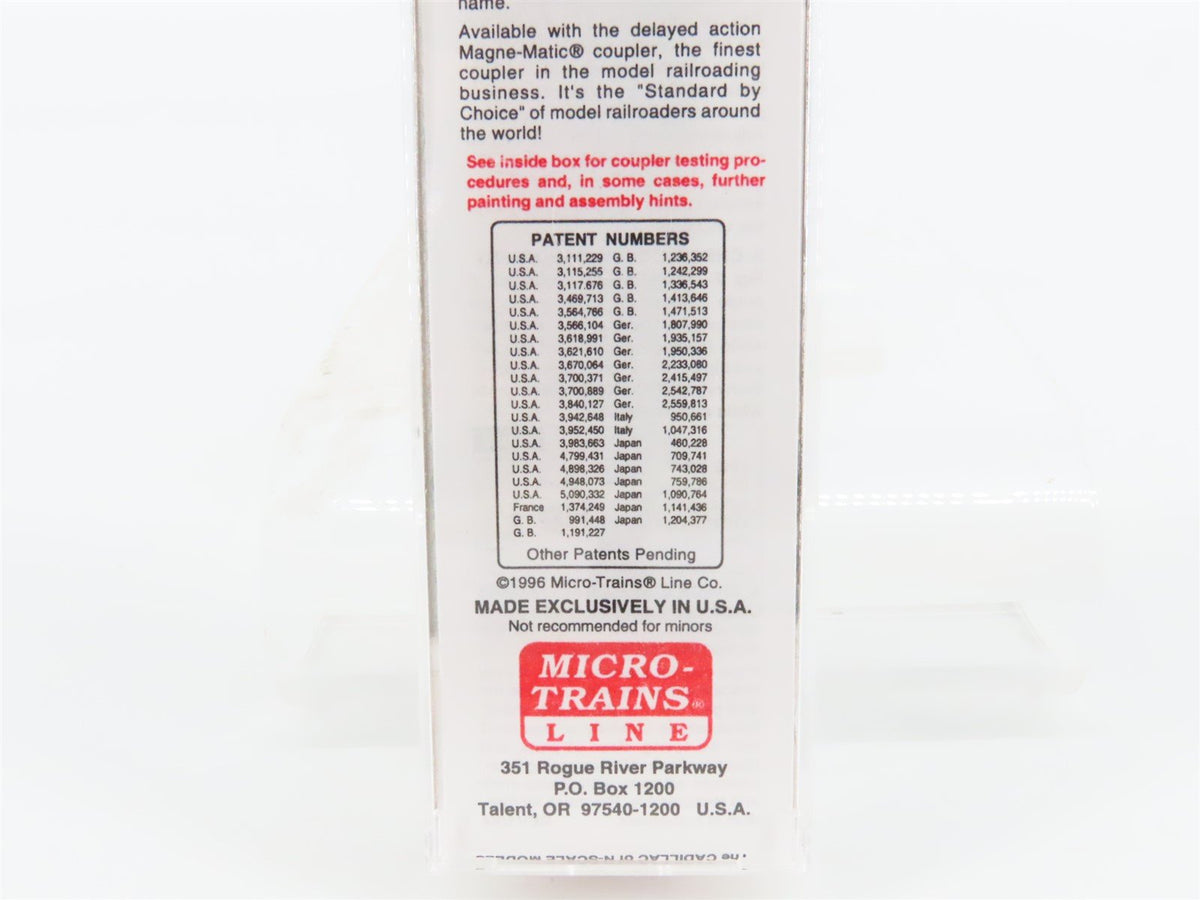 name.
Available with the delayed action
Magne-Matic® coupler, the finest
coupler in the model railroading
business. It's the "Standard by
Choice" of model railroaders around
the world!
See inside box for coupler testing pro-
cedures and, in some cases, further
painting and assembly hints.
PATENT NUMBERS
U.S.A. 3,111,229 G. B. 1,236,352
U.S.A. 3,115,255 G. B. 1,242,299
U.S.A. 3,117.676 G. B. 1,336,543
U.S.A. 3,469,713 G. B. 1,413,646
U.S.A. 3,564,766 G. B. 1,471,513
U.S.A. 3,566,104 Ger. 1,807,990
U.S.A. 3,618,991 Ger. 1,935,157
U.S.A. 3,621,610 Ger. 1,950,336
U.S.A. 3,670,064 Ger. 2,233,080
U.S.A. 3,700,371 Ger. 2,415,497
U.S.A. 3,700,889 Ger. 2,542,787
U.S.A. 3,840,127 Ger. 2,559,813
U.S.A. 3,942,648 Italy 950,661
U.S.A. 3,952,450 Italy 1,047,316
U.S.A. 3,983,663 Japan 460,228
U.S.A. 4,799,431 Japan 709,741
U.S.A. 4,898,326 Japan 743,028
U.S.A. 4,948,073 Japan 759,786
U.S.A. 5,090,332 Japan 1,090,764
France 1,374,249 Japan 1,141,436
G. B. 991,448 Japan 1,204,377
G. B. 1,191,227
Other Patents Pending
©1996 Micro-Trains® Line Co.
MADE EXCLUSIVELY IN U.S.A.
Not recommended for minors
MICRO-
TRAINS®
LINE
351 Rogue River Parkway
P.O. Box 1200
Talent, OR 97540-1200 U.S.A.
The CADILLAC of N-SCALE MODELS